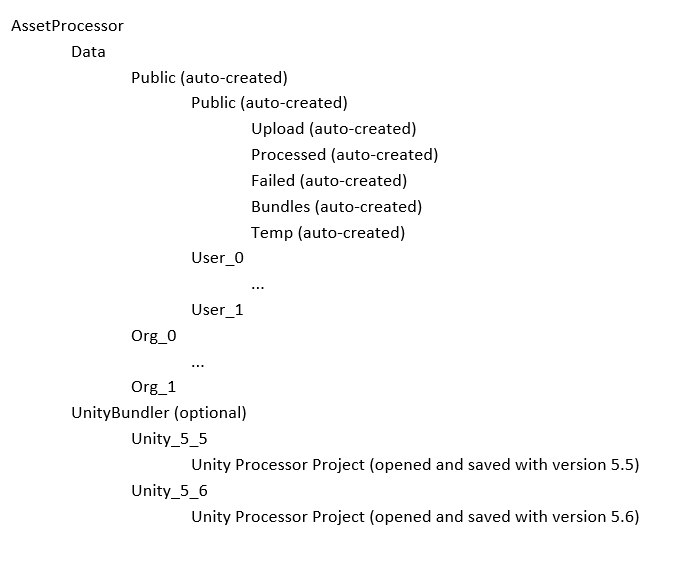 AssetProcessor
Data
Public (auto-created)
Public (auto-created)
Upload (auto-created)
Processed (auto-created)
Failed (auto-created)
Bundles (auto-created)
Temp (auto-created)
User_0
...
User_1
Org_0
...
Org_1
UnityBundler (optional)
Unity_5_5
Unity Processor Project (opened and saved with version 5.5)
Unity_5_6
Unity Processor Project (opened and saved with version 5.6)